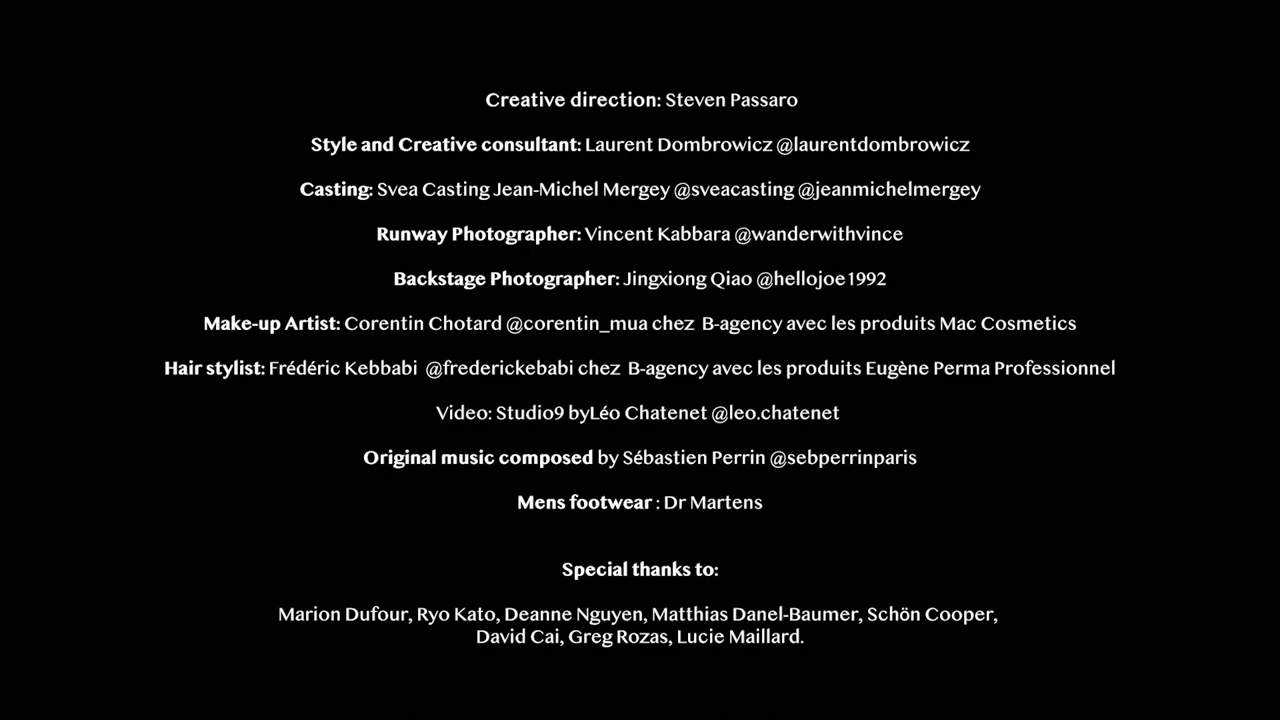 Creative direction: Steven Passaro
Style and Creative consultant: Laurent Dombrowicz @laurentdombrowicz
Casting: Svea Casting Jean-Michel Mergey @sveacasting @jeanmichelmergey
Runway Photographer: Vincent Kabbara @wanderwithvince
Backstage Photographer: Jingxiong Qiao @hellojoe1992
Make-up Artist: Corentin Chotard @corentin_mua chez B-agency avec les produits Mac Cosmetics
Hair stylist: Frédéric Kebbabi @frederickebabi chez B-agency avec les produits Eugène Perma Professionnel
Video: Studio9 byLéo Chatenet @leo.chatenet
Original music composed by Sébastien Perrin @sebperrinparis
Mens footwear : Dr Martens
Special thanks to:
Marion Dufour, Ryo Kato, Deanne Nguyen, Matthias Danel-Baumer, Schön Cooper,
David Cai, Greg Rozas, Lucie Maillard.